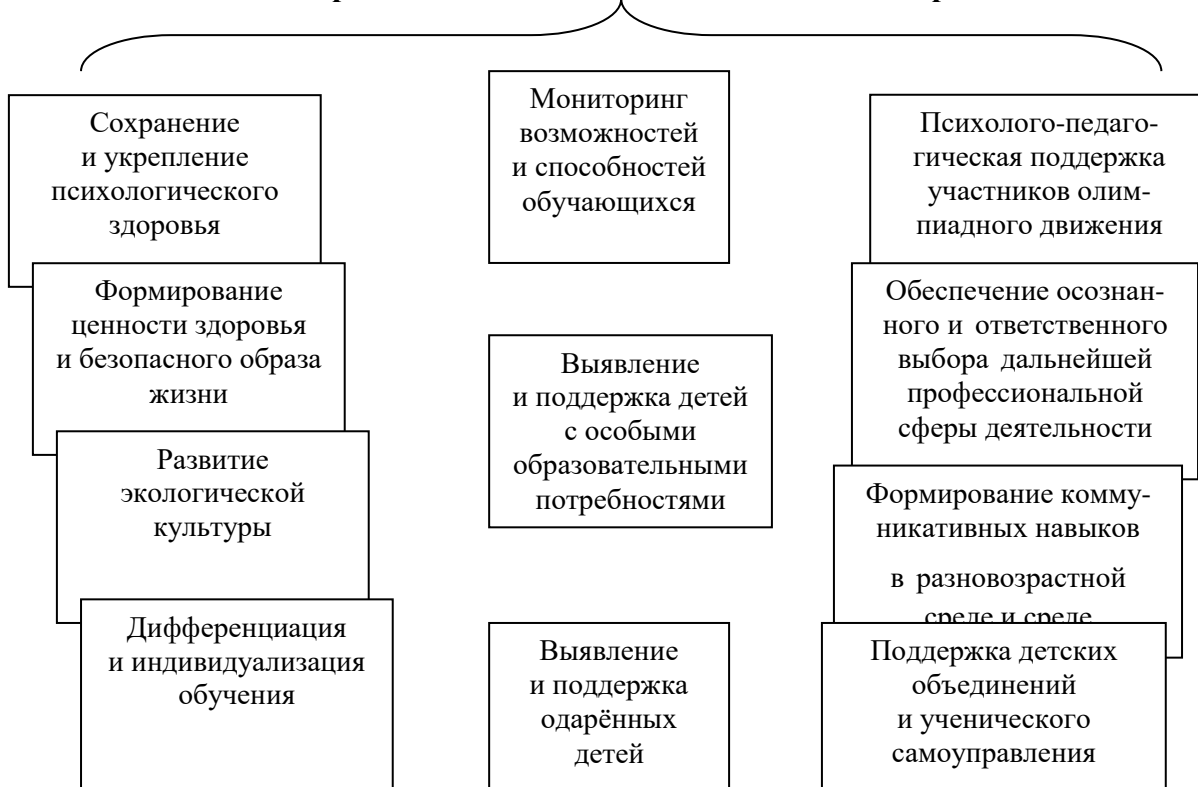 Сохранение
и укрепление
психологического
здоровья
Формирование
ценности здоровья
и безопасного образа
жизни
Развитие
экологической
культуры
Дифференциация
и индивидуализация
обучения
Мониторинг
возможностей
и способностей
обучающихся
Выявление
и поддержка детей
с особыми
образовательными
потребностями
Выявление
и поддержка
одарённых
детей
Психолого-педаго-
гическая поддержка
участников олим-
пиадного движения
Обеспечение осознан-
ного и ответственного
выбора дальнейшей
профессиональной
сферы деятельности
Формирование комму-
никативных навыков
в разновозрастной
среде и среде
Поддержка детских
объединений
и ученического
самоуправления